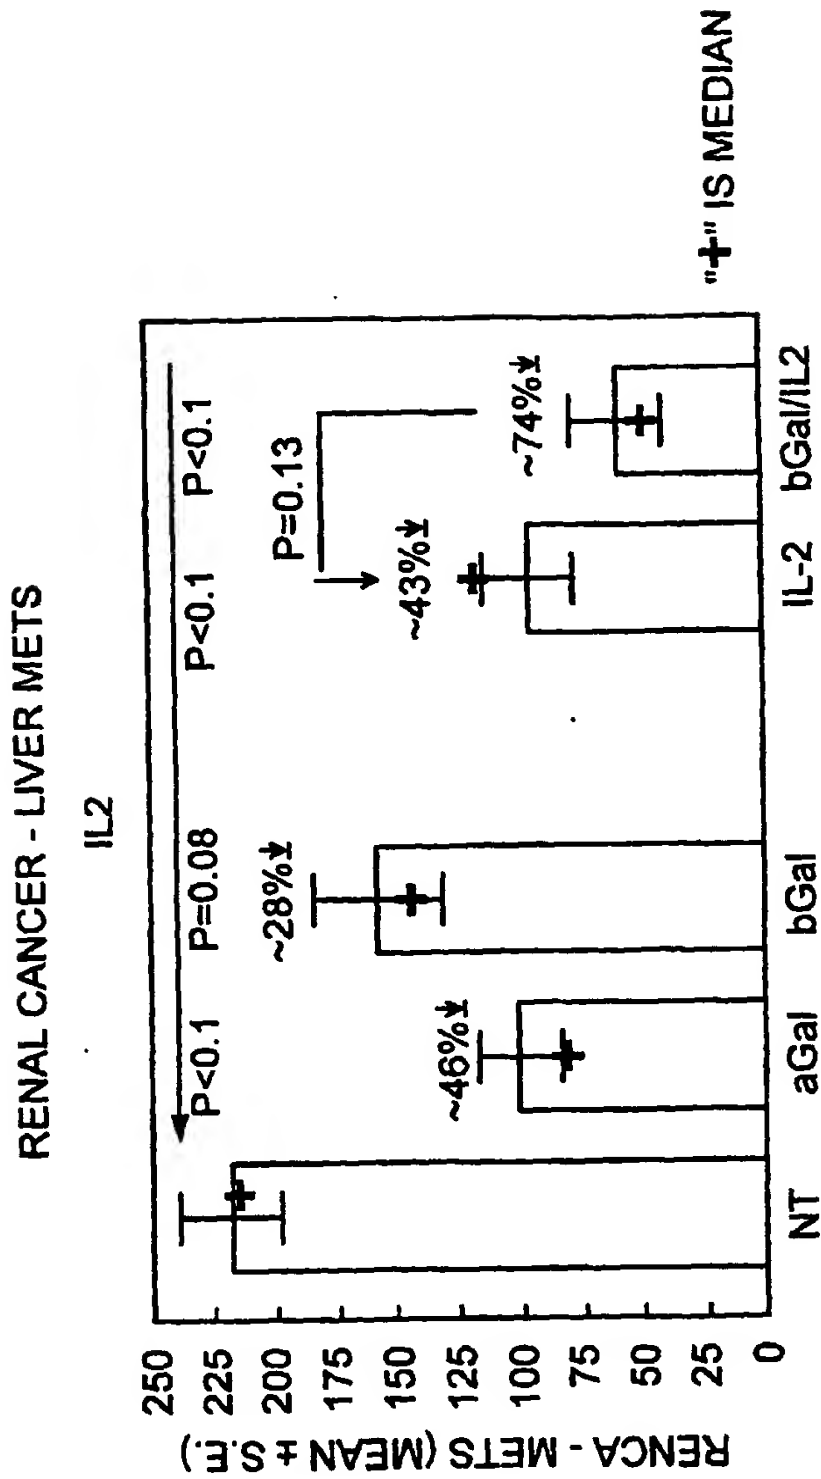 RENAL CANCER - LIVER METS
IL2
P<0.1 P=0.08 P<0.1 P<0.1
P=0.13
~46%↓ ~28%↓ ~43%↓ ~74%↓
250
225
200
175
150
125
100
75
50
25
0
RENCA - METS (MEAN ± S.E.)
NT aGal bGal IL-2 bGal/IL2
"+" IS MEDIAN